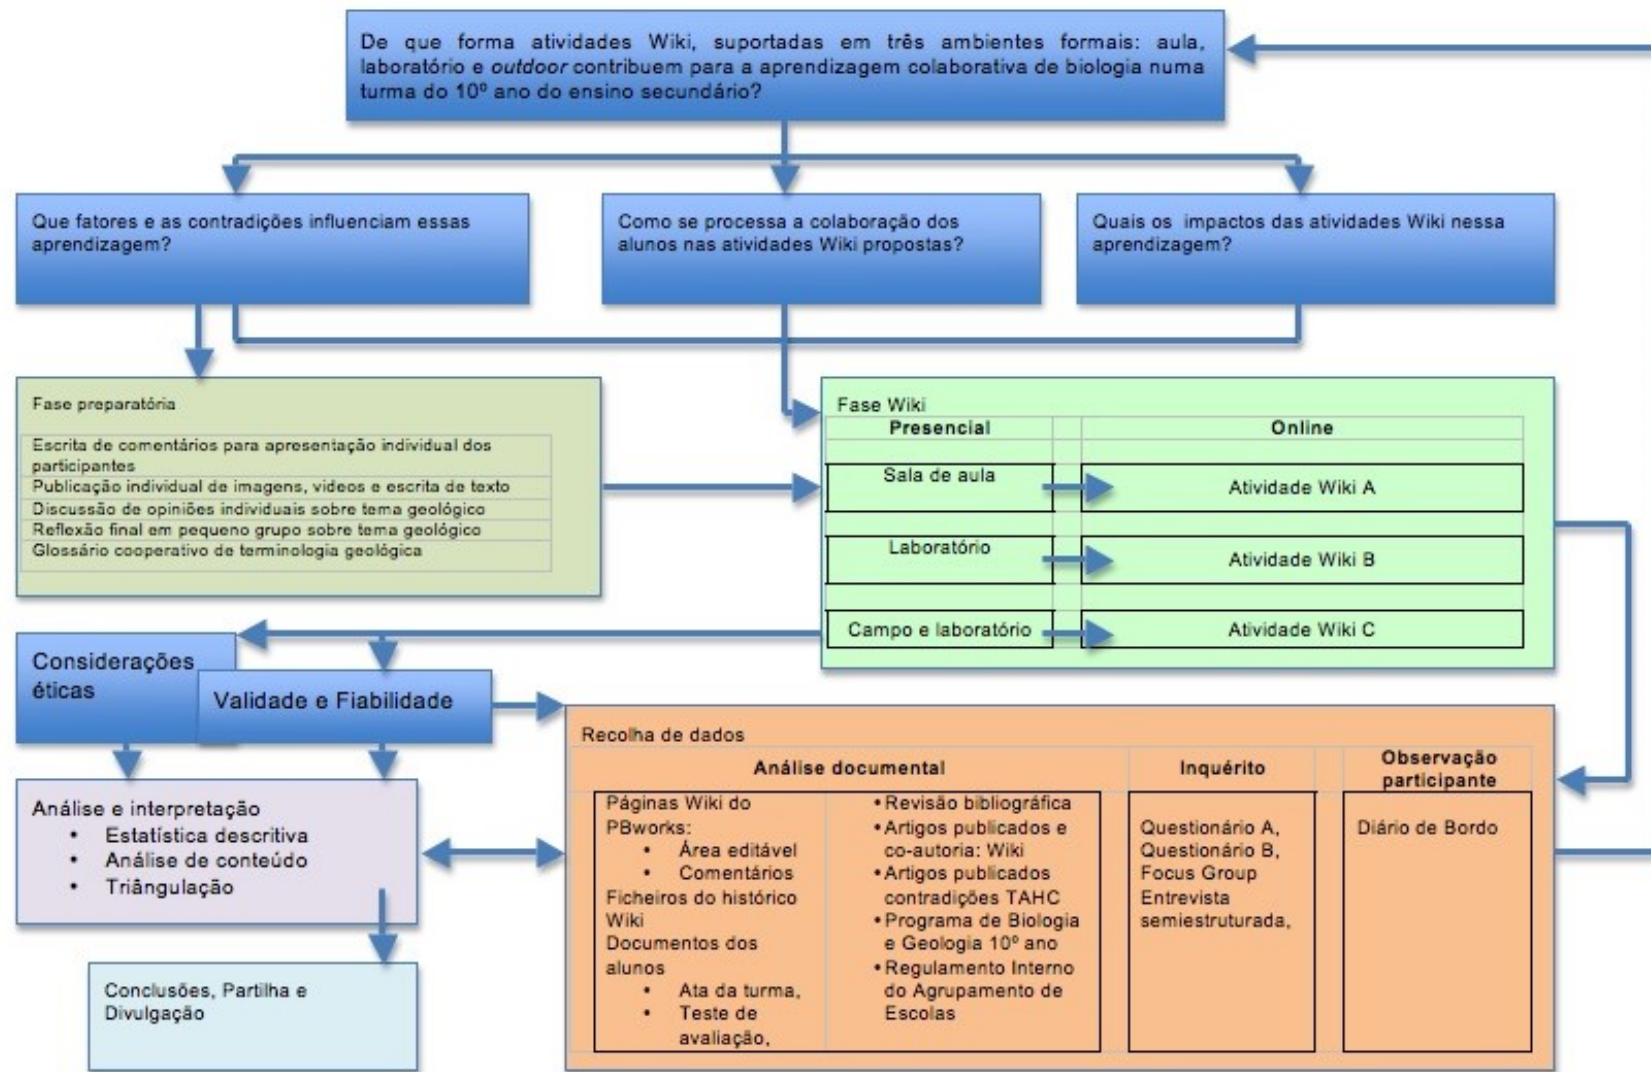 De que forma atividades Wiki, suportadas em três ambientes formais: aula,
laboratório e outdoor contribuem para a aprendizagem colaborativa de biologia numa
turma do 10º ano do ensino secundário?
Que fatores e as contradições influenciam essas
aprendizagem?
Como se processa a colaboração dos
alunos nas atividades Wiki propostas?
Quais os impactos das atividades Wiki nessa
aprendizagem?
Fase preparatória
Escrita de comentários para apresentação individual dos
participantes
Publicação individual de imagens, videos e escrita de texto
Discussão de opiniões individuais sobre tema geológico
Reflexão final em pequeno grupo sobre tema geológico
Glossário cooperativo de terminologia geológica
Fase Wiki
Presencial
Online
Sala de aula
Atividade Wiki A
Laboratório
Atividade Wiki B
Campo e laboratório
Atividade Wiki C
Considerações
éticas
Validade e Fiabilidade
Recolha de dados
Análise documental
Inquérito
Observação
participante
Páginas Wiki do
PBworks:
• Área editável
• Comentários
Ficheiros do histórico
Wiki
Documentos dos
alunos
• Ata da turma,
• Teste de
avaliação,
• Revisão bibliográfica
• Artigos publicados e
co-autoria: Wiki
• Artigos publicados
contradições TAHC
• Programa de Biologia
e Geologia 10º ano
• Regulamento Interno
do Agrupamento de
Escolas
Questionário A,
Questionário B,
Focus Group
Entrevista
semiestruturada,
Diário de Bordo
Análise e interpretação
• Estatística descritiva
• Análise de conteúdo
• Triângulação
Conclusões, Partilha e
Divulgação